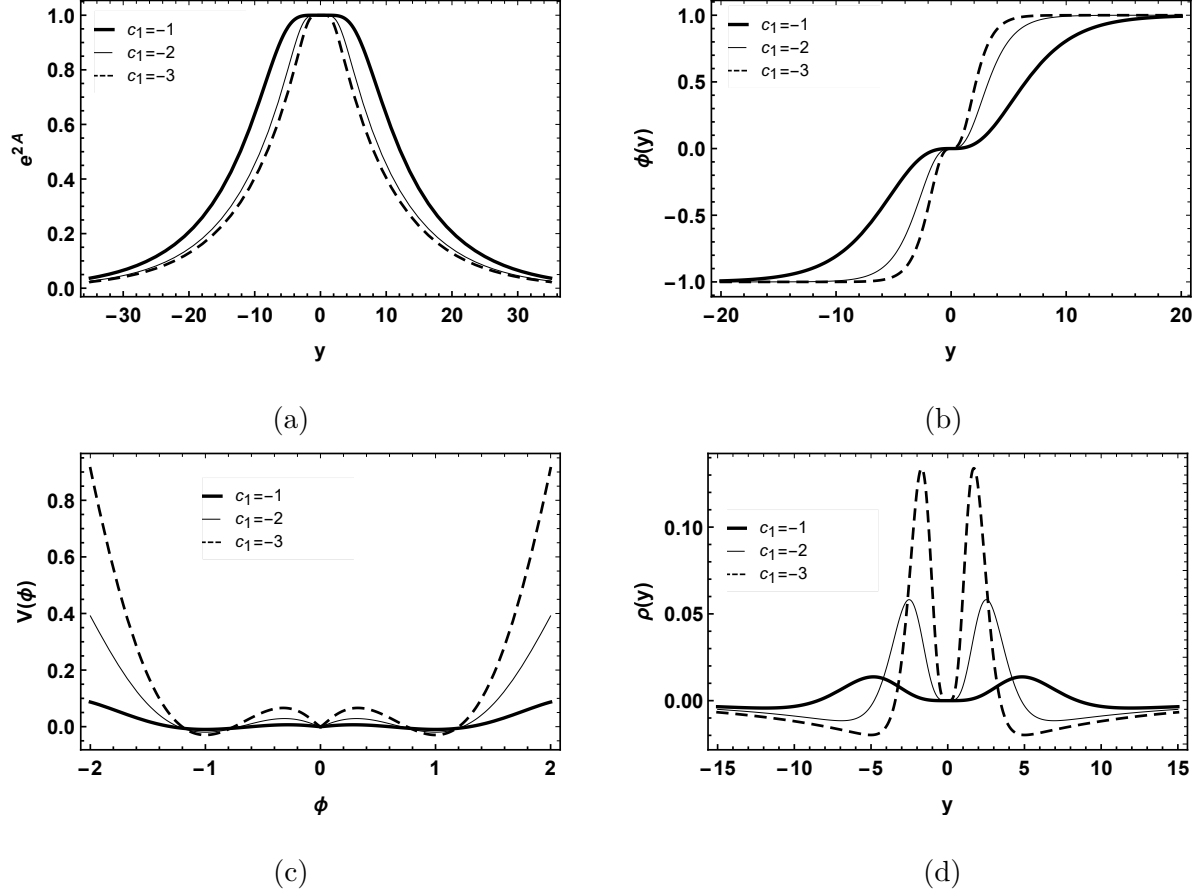 1.0
0.8
0.6
0.4
0.2
0.0
e^{2A}
c₁=−1
c₁=−2
c₁=−3
−30 −20 −10 0 10 20 30
y
(a)
1.0
0.5
0.0
−0.5
−1.0
ϕ(y)
c₁=−1
c₁=−2
c₁=−3
−20 −10 0 10 20
y
(b)
0.8
0.6
0.4
0.2
0.0
V(ϕ)
c₁=−1
c₁=−2
c₁=−3
−2 −1 0 1 2
ϕ
(c)
0.10
0.05
0.00
ρ(y)
c₁=−1
c₁=−2
c₁=−3
−15 −10 −5 0 5 10 15
y
(d)